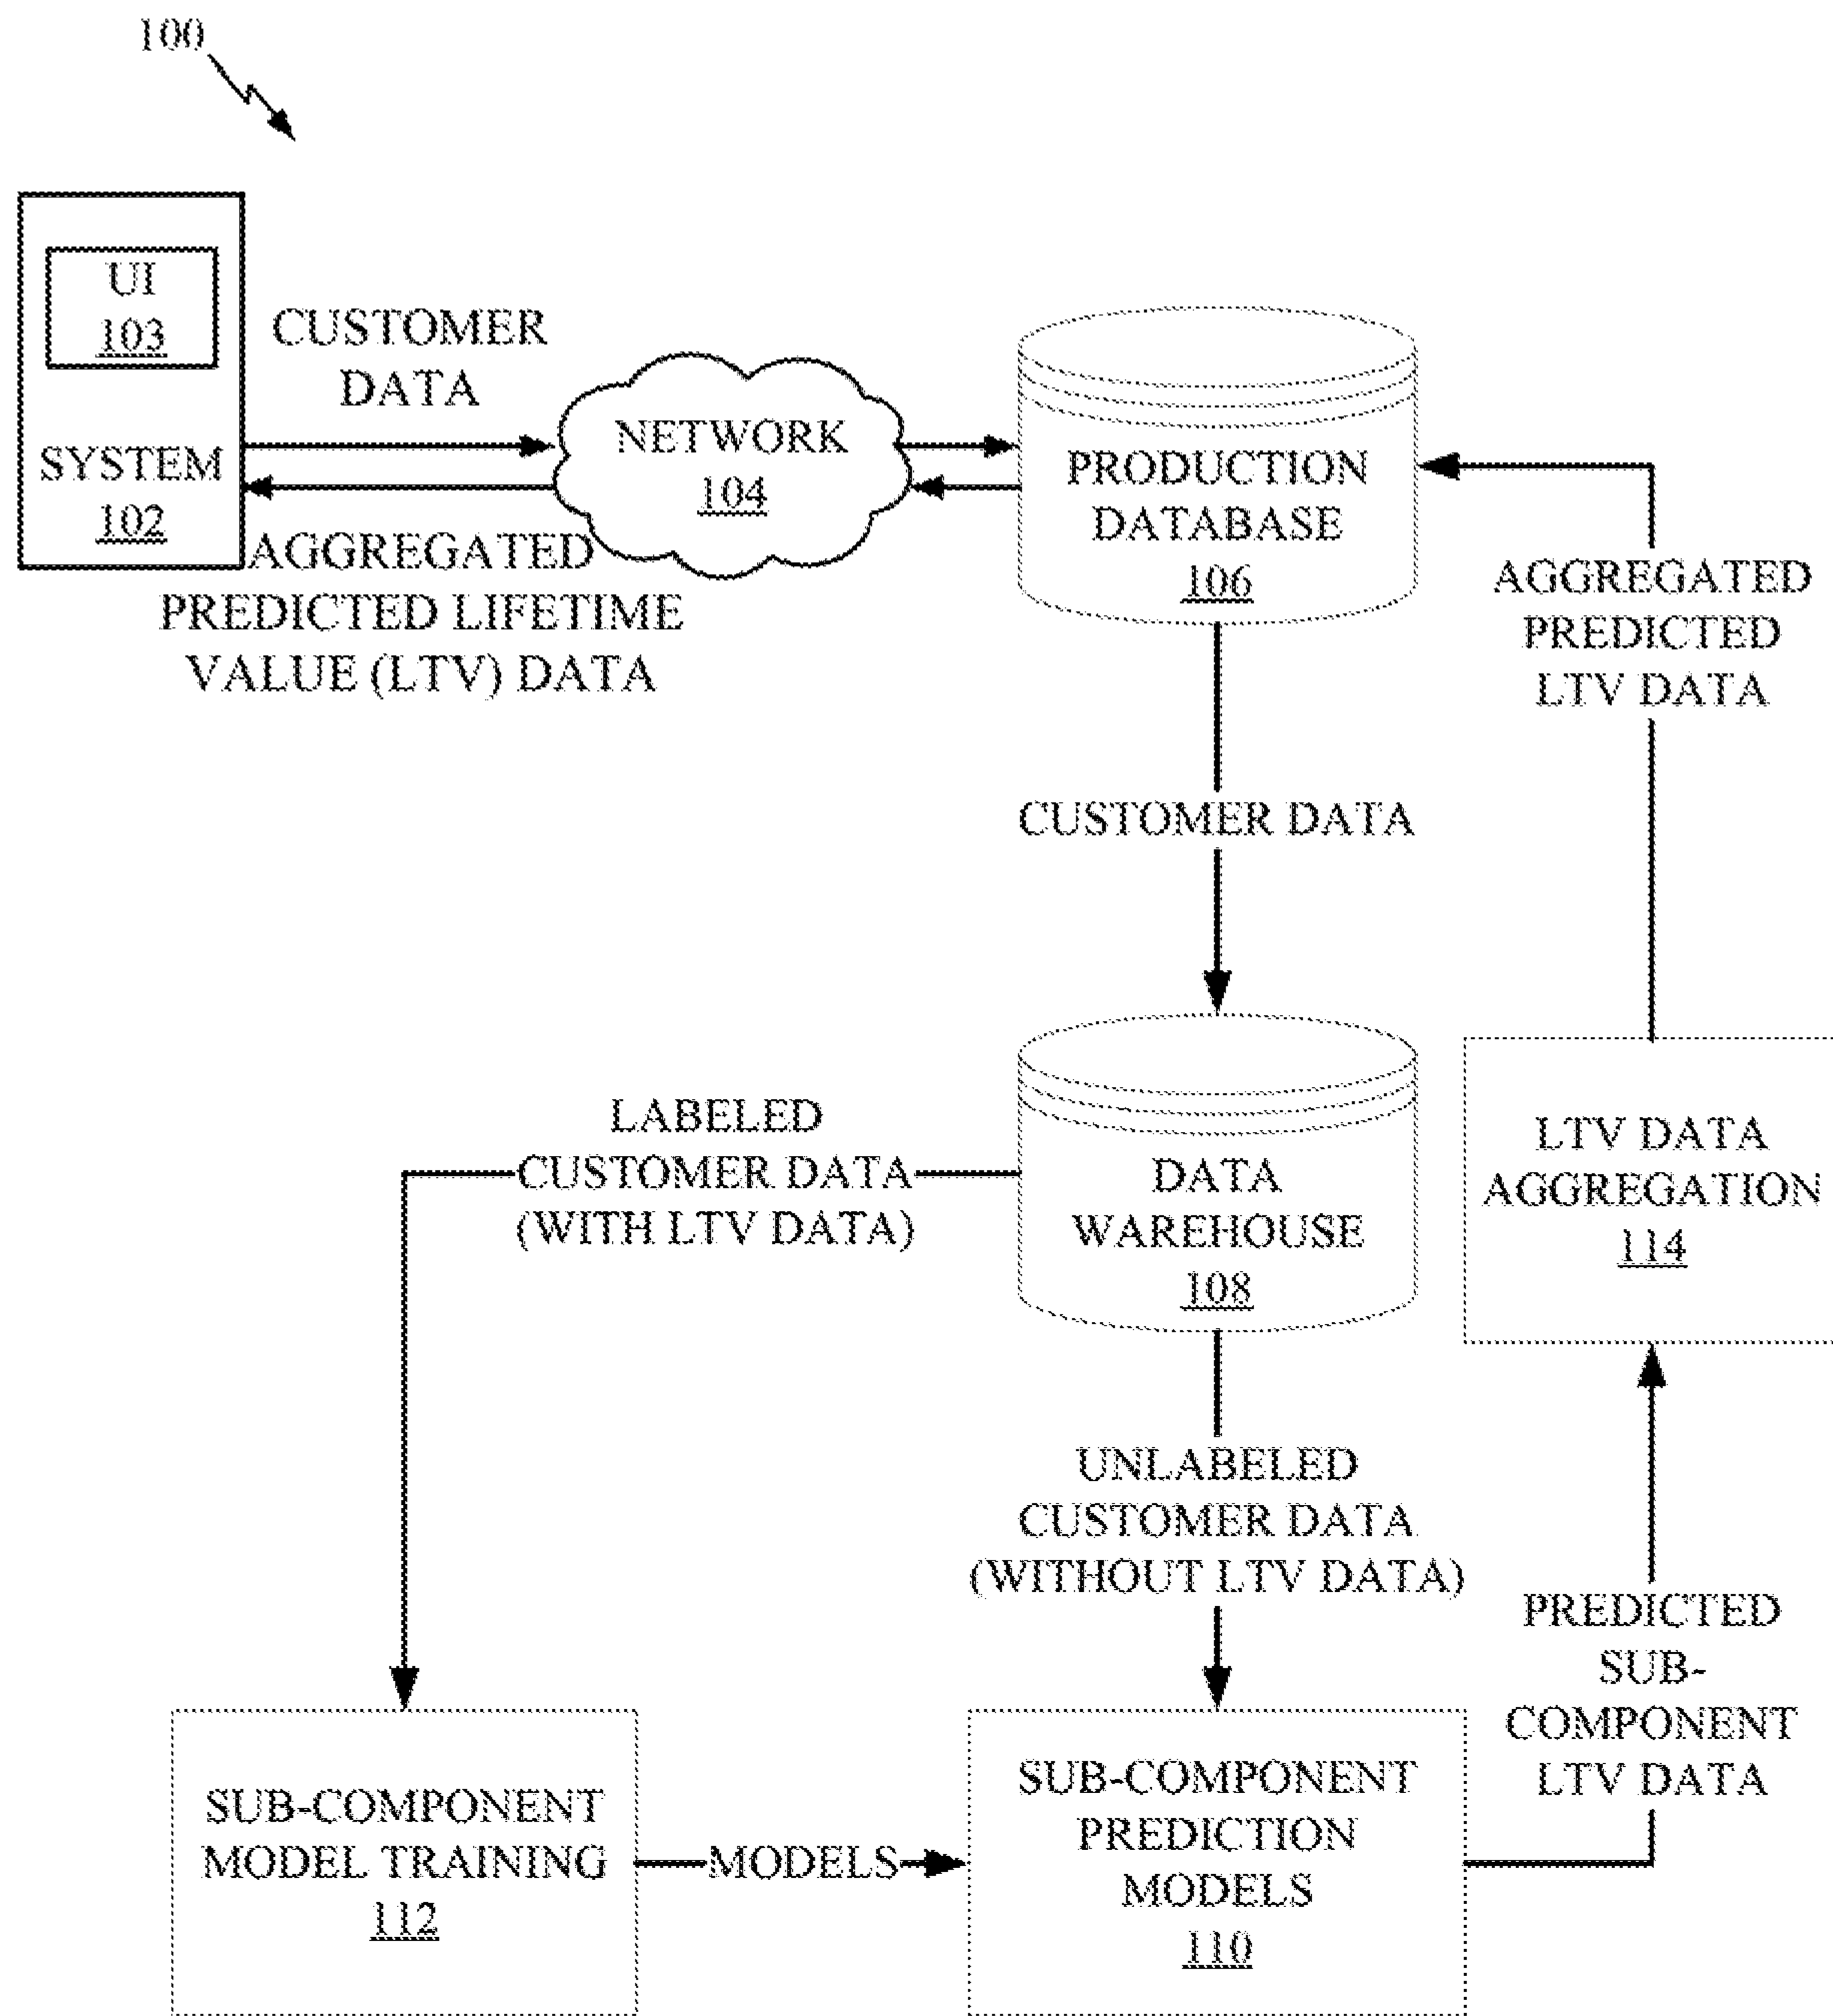 100
UI
103
SYSTEM
102
CUSTOMER
DATA
NETWORK
104
AGGREGATED
PREDICTED LIFETIME
VALUE (LTV) DATA
PRODUCTION
DATABASE
106
AGGREGATED
PREDICTED
LTV DATA
CUSTOMER DATA
LABELED
CUSTOMER DATA
(WITH LTV DATA)
DATA
WAREHOUSE
108
LTV DATA
AGGREGATION
114
UNLABELED
CUSTOMER DATA
(WITHOUT LTV DATA)
PREDICTED
SUB-
COMPONENT
LTV DATA
SUB-COMPONENT
MODEL TRAINING
112
MODELS
SUB-COMPONENT
PREDICTION
MODELS
110